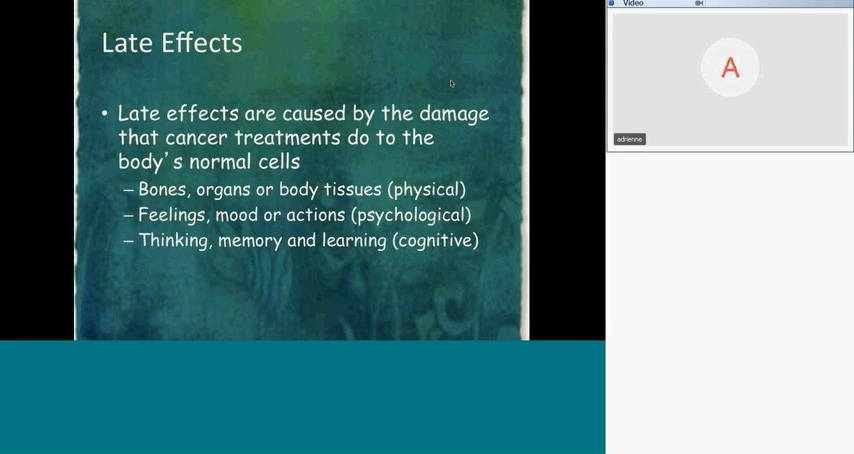 Late Effects
• Late effects are caused by the damage
that cancer treatments do to the
body's normal cells
– Bones, organs or body tissues (physical)
– Feelings, mood or actions (psychological)
– Thinking, memory and learning (cognitive)
Video
A
adrienne